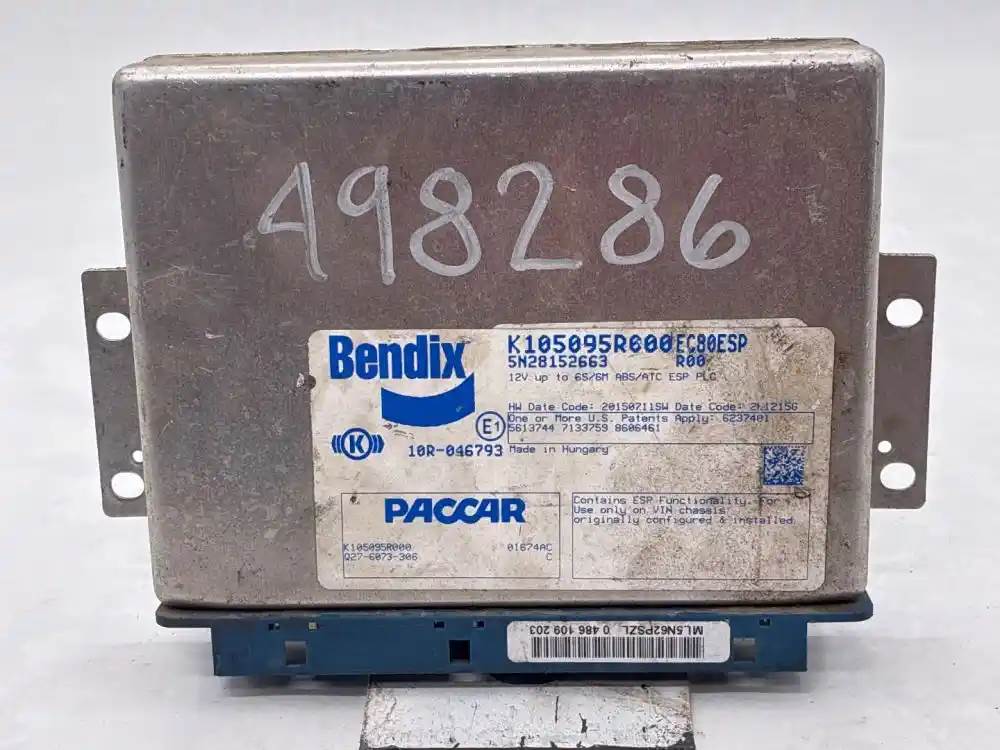 498286
Bendix
K105095R000 EC80ESP
5N28152663 R00
12V up to 6S/6M ABS/ATC ESP PLC
HW Date Code: 20150711 SW Date Code:
One or More U.S. Patents Apply: 6237401
5613744 7133759 8606461
E1
K
10R-046793
Made in Hungary
PACCAR
K105095R000 01674AC
Q27-6073-306 C
Contains ESP Functionality. For
Use only on VIN chassis
originally configured & installed.
ML5N62PSZL 0 486 109 203